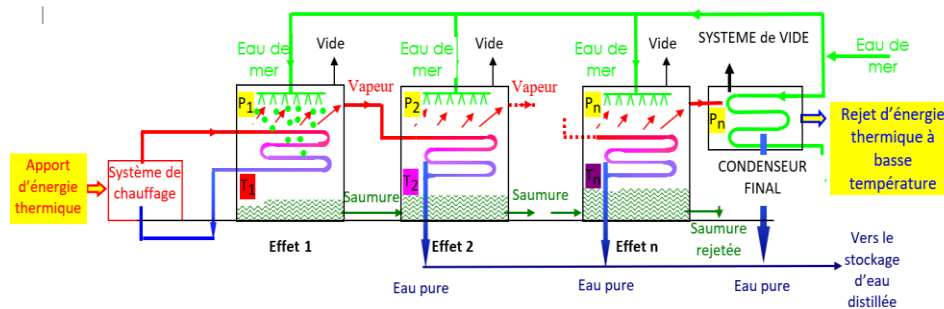 SYSTEME de VIDE
Eau de
mer
Vide
Eau de
mer
Vide
Eau de
mer
Vide
Eau de
mer
P1
Vapeur
P2
Vapeur
Pn
Pn
Rejet d'énergie
thermique à
basse
température
Apport
d'énergie
thermique
Système de
chauffage
T1
T2
Tn
CONDENSEUR
FINAL
Saumure
Saumure
Saumure
rejetée
Effet 1
Effet 2
Effet n
Vers le
stockage
d'eau
distillée
Eau pure
Eau pure
Eau pure